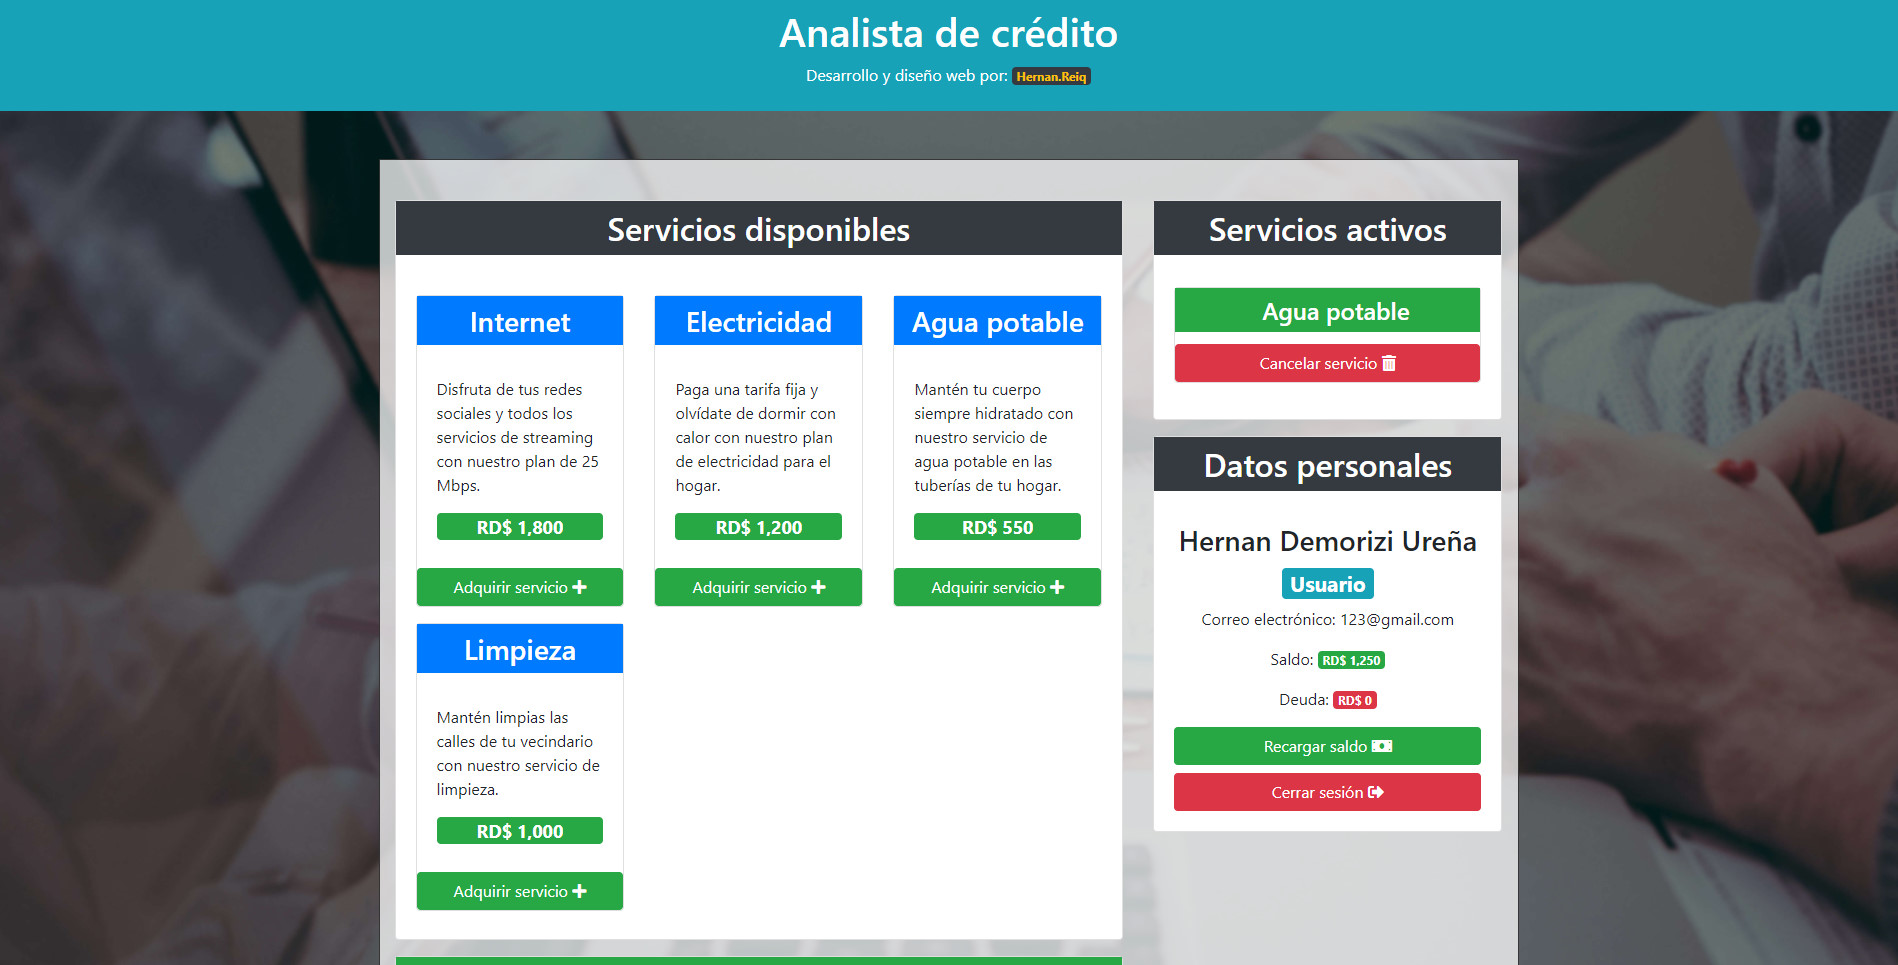 Analista de crédito
Desarrollo y diseño web por: Hernan.Reiq
Servicios disponibles
Internet
Disfruta de tus redes
sociales y todos los
servicios de streaming
con nuestro plan de 25
Mbps.
RD$ 1,800
Adquirir servicio
Electricidad
Paga una tarifa fija y
olvídate de dormir con
calor con nuestro plan
de electricidad para el
hogar.
RD$ 1,200
Adquirir servicio
Agua potable
Mantén tu cuerpo
siempre hidratado con
nuestro servicio de
agua potable en las
tuberías de tu hogar.
RD$ 550
Adquirir servicio
Limpieza
Mantén limpias las
calles de tu vecindario
con nuestro servicio de
limpieza.
RD$ 1,000
Adquirir servicio
Servicios activos
Agua potable
Cancelar servicio
Datos personales
Hernan Demorizi Ureña
Usuario
Correo electrónico: 123@gmail.com
Saldo: RD$ 1,250
Deuda: RD$ 0
Recargar saldo
Cerrar sesión